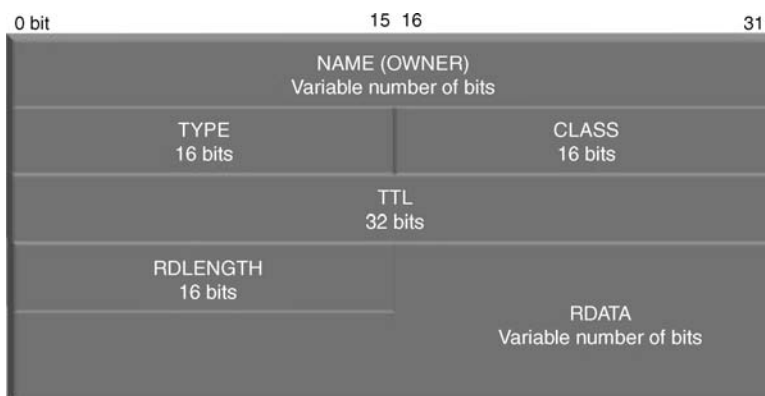 0 bit 15 16 31
NAME (OWNER)
Variable number of bits
TYPE CLASS
16 bits 16 bits
TTL
32 bits
RDLENGTH
16 bits
RDATA
Variable number of bits